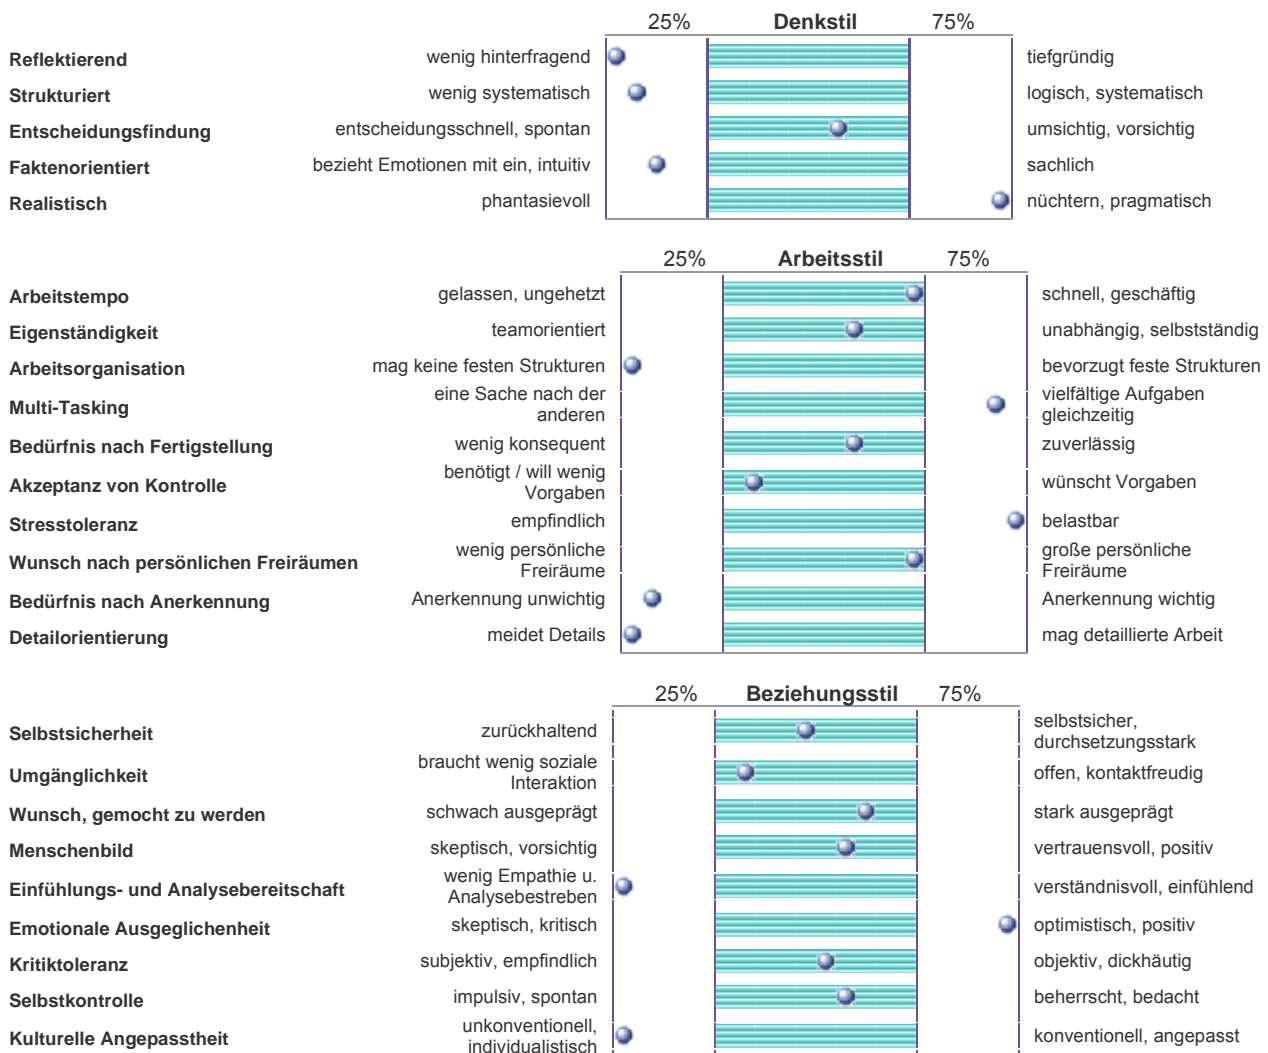 25% Denkstil 75%
Reflektierend wenig hinterfragend tiefgründig
Strukturiert wenig systematisch logisch, systematisch
Entscheidungsfindung entscheidungsschnell, spontan umsichtig, vorsichtig
Faktenorientiert bezieht Emotionen mit ein, intuitiv sachlich
Realistisch phantasievoll nüchtern, pragmatisch
25% Arbeitsstil 75%
Arbeitstempo gelassen, ungehetzt schnell, geschäftig
Eigenständigkeit teamorientiert unabhängig, selbstständig
Arbeitsorganisation mag keine festen Strukturen bevorzugt feste Strukturen
Multi-Tasking eine Sache nach der
anderen
vielfältige Aufgaben
gleichzeitig
Bedürfnis nach Fertigstellung wenig konsequent zuverlässig
Akzeptanz von Kontrolle benötigt / will wenig
Vorgaben
wünscht Vorgaben
Stresstoleranz empfindlich belastbar
Wunsch nach persönlichen Freiräumen wenig persönliche
Freiräume
große persönliche
Freiräume
Bedürfnis nach Anerkennung Anerkennung unwichtig Anerkennung wichtig
Detailorientierung meidet Details mag detaillierte Arbeit
25% Beziehungsstil 75%
Selbstsicherheit zurückhaltend selbstsicher,
durchsetzungsstark
Umgänglichkeit braucht wenig soziale
Interaktion
offen, kontaktfreudig
Wunsch, gemocht zu werden schwach ausgeprägt stark ausgeprägt
Menschenbild skeptisch, vorsichtig vertrauensvoll, positiv
Einfühlungs- und Analysebereitschaft wenig Empathie u.
Analysebestreben
verständnisvoll, einfühlend
Emotionale Ausgeglichenheit skeptisch, kritisch optimistisch, positiv
Kritiktoleranz subjektiv, empfindlich objektiv, dickhäutig
Selbstkontrolle impulsiv, spontan beherrscht, bedacht
Kulturelle Angepasstheit unkonventionell,
individualistisch
konventionell, angepasst